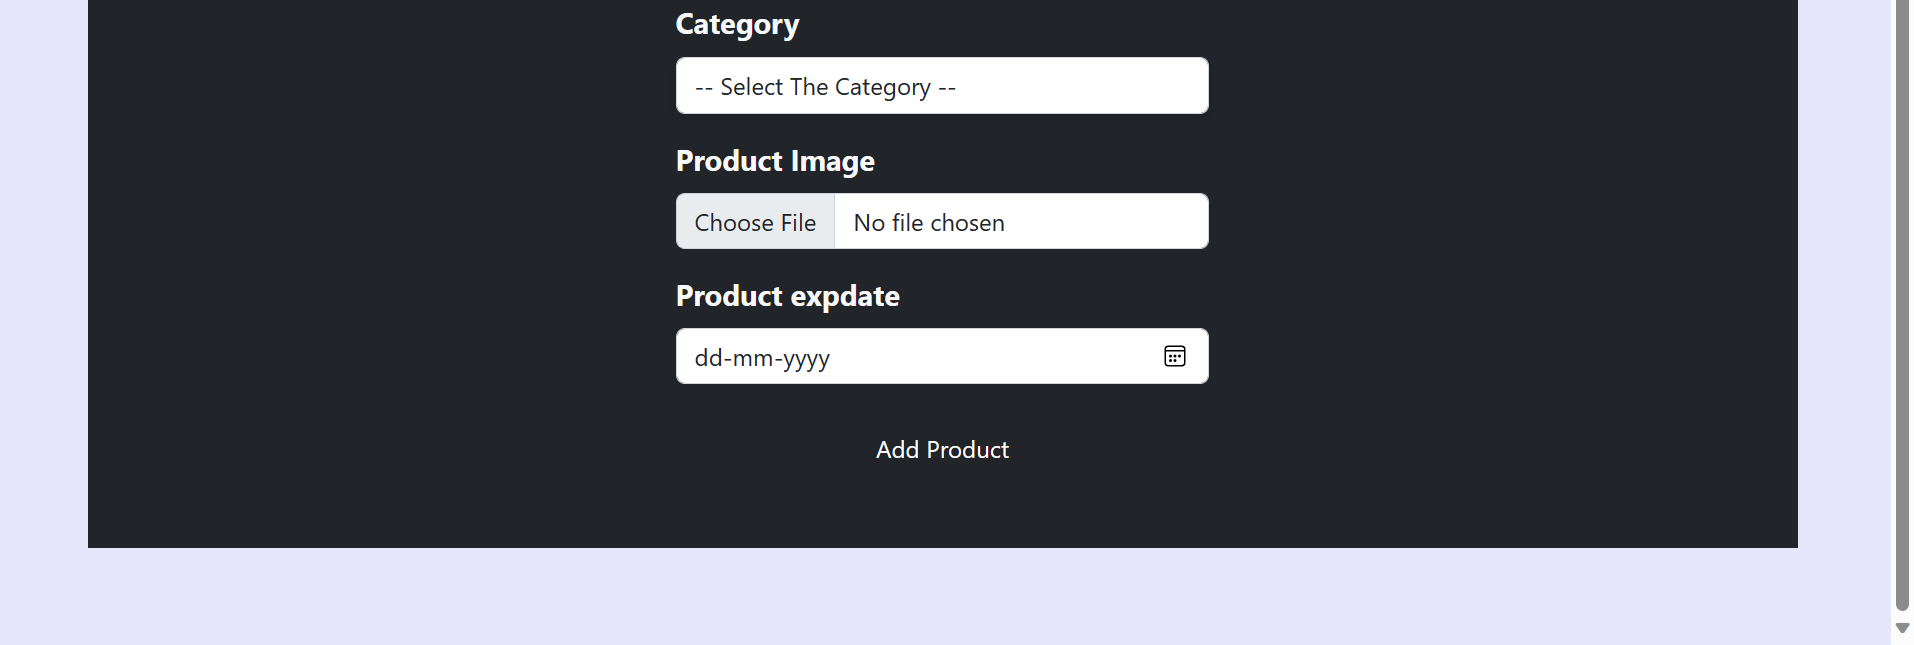 Category
-- Select The Category --
Product Image
Choose File No file chosen
Product expdate
dd-mm-yyyy
Add Product